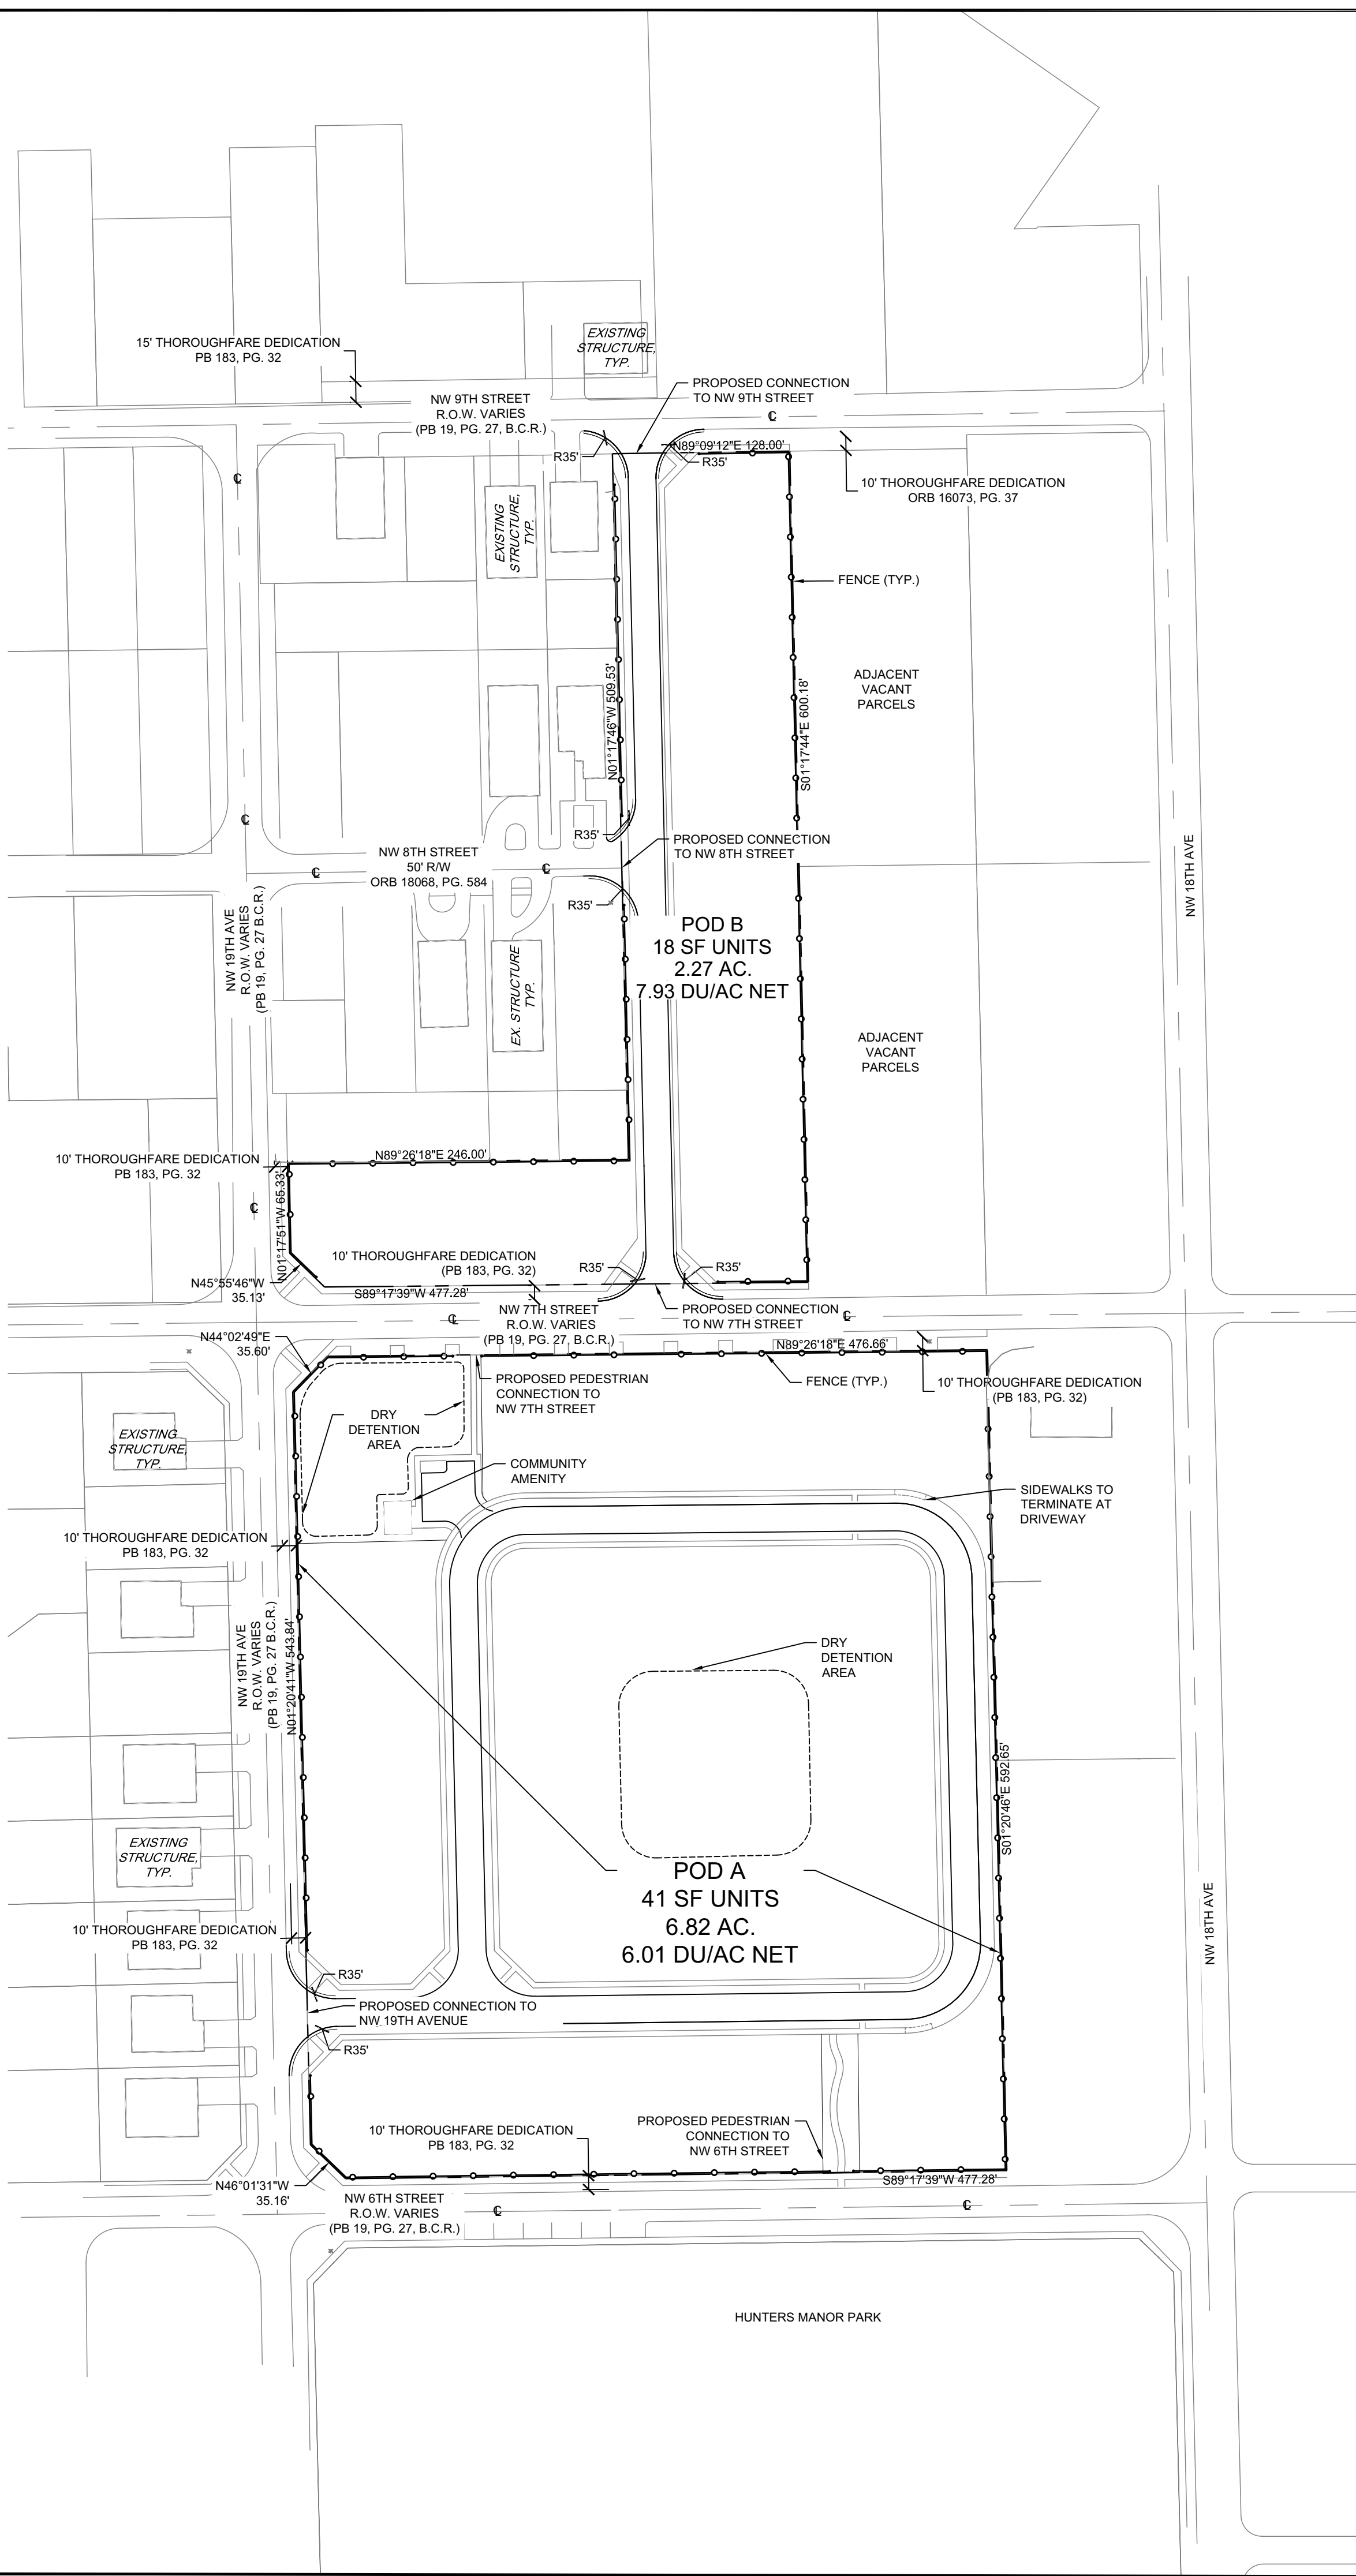 15' THOROUGHFARE DEDICATION
PB 183, PG. 32
EXISTING
STRUCTURE,
TYP.
NW 9TH STREET
R.O.W. VARIES
(PB 19, PG. 27, B.C.R.)
PROPOSED CONNECTION
TO NW 9TH STREET
℄
℄
R35'
N89°09'12"E 128.00'
R35'
10' THOROUGHFARE DEDICATION
ORB 16073, PG. 37
EXISTING
STRUCTURE,
TYP.
FENCE (TYP.)
N01°17'46"W 509.53'
S01°17'44"E 600.18'
ADJACENT
VACANT
PARCELS
℄
R35'
PROPOSED CONNECTION
TO NW 8TH STREET
NW 8TH STREET
50' R/W
ORB 18068, PG. 584
℄
℄
NW 18TH AVE
R35'
NW 19TH AVE
R.O.W. VARIES
(PB 19, PG. 27 B.C.R.)
POD B
18 SF UNITS
2.27 AC.
7.93 DU/AC NET
EX. STRUCTURE
TYP.
ADJACENT
VACANT
PARCELS
10' THOROUGHFARE DEDICATION
PB 183, PG. 32
N89°26'18"E 246.00'
N01°17'51"W 65.33'
℄
10' THOROUGHFARE DEDICATION
(PB 183, PG. 32)
R35'
R35'
N45°55'46"W
35.13'
S89°17'39"W 477.28'
NW 7TH STREET
R.O.W. VARIES
(PB 19, PG. 27, B.C.R.)
PROPOSED CONNECTION
TO NW 7TH STREET
℄
℄
N44°02'49"E
35.60'
N89°26'18"E 476.66'
PROPOSED PEDESTRIAN
CONNECTION TO
NW 7TH STREET
FENCE (TYP.)
10' THOROUGHFARE DEDICATION
(PB 183, PG. 32)
DRY
DETENTION
AREA
EXISTING
STRUCTURE,
TYP.
COMMUNITY
AMENITY
SIDEWALKS TO
TERMINATE AT
DRIVEWAY
10' THOROUGHFARE DEDICATION
PB 183, PG. 32
NW 19TH AVE
R.O.W. VARIES
(PB 19, PG. 27 B.C.R.)
N01°20'41"W 543.84'
DRY
DETENTION
AREA
S01°20'46"E 592.65'
EXISTING
STRUCTURE,
TYP.
POD A
41 SF UNITS
6.82 AC.
6.01 DU/AC NET
NW 18TH AVE
10' THOROUGHFARE DEDICATION
PB 183, PG. 32
R35'
PROPOSED CONNECTION TO
NW 19TH AVENUE
R35'
10' THOROUGHFARE DEDICATION
PB 183, PG. 32
PROPOSED PEDESTRIAN
CONNECTION TO
NW 6TH STREET
N46°01'31"W
35.16'
S89°17'39"W 477.28'
NW 6TH STREET
R.O.W. VARIES
(PB 19, PG. 27, B.C.R.)
℄
℄
HUNTERS MANOR PARK